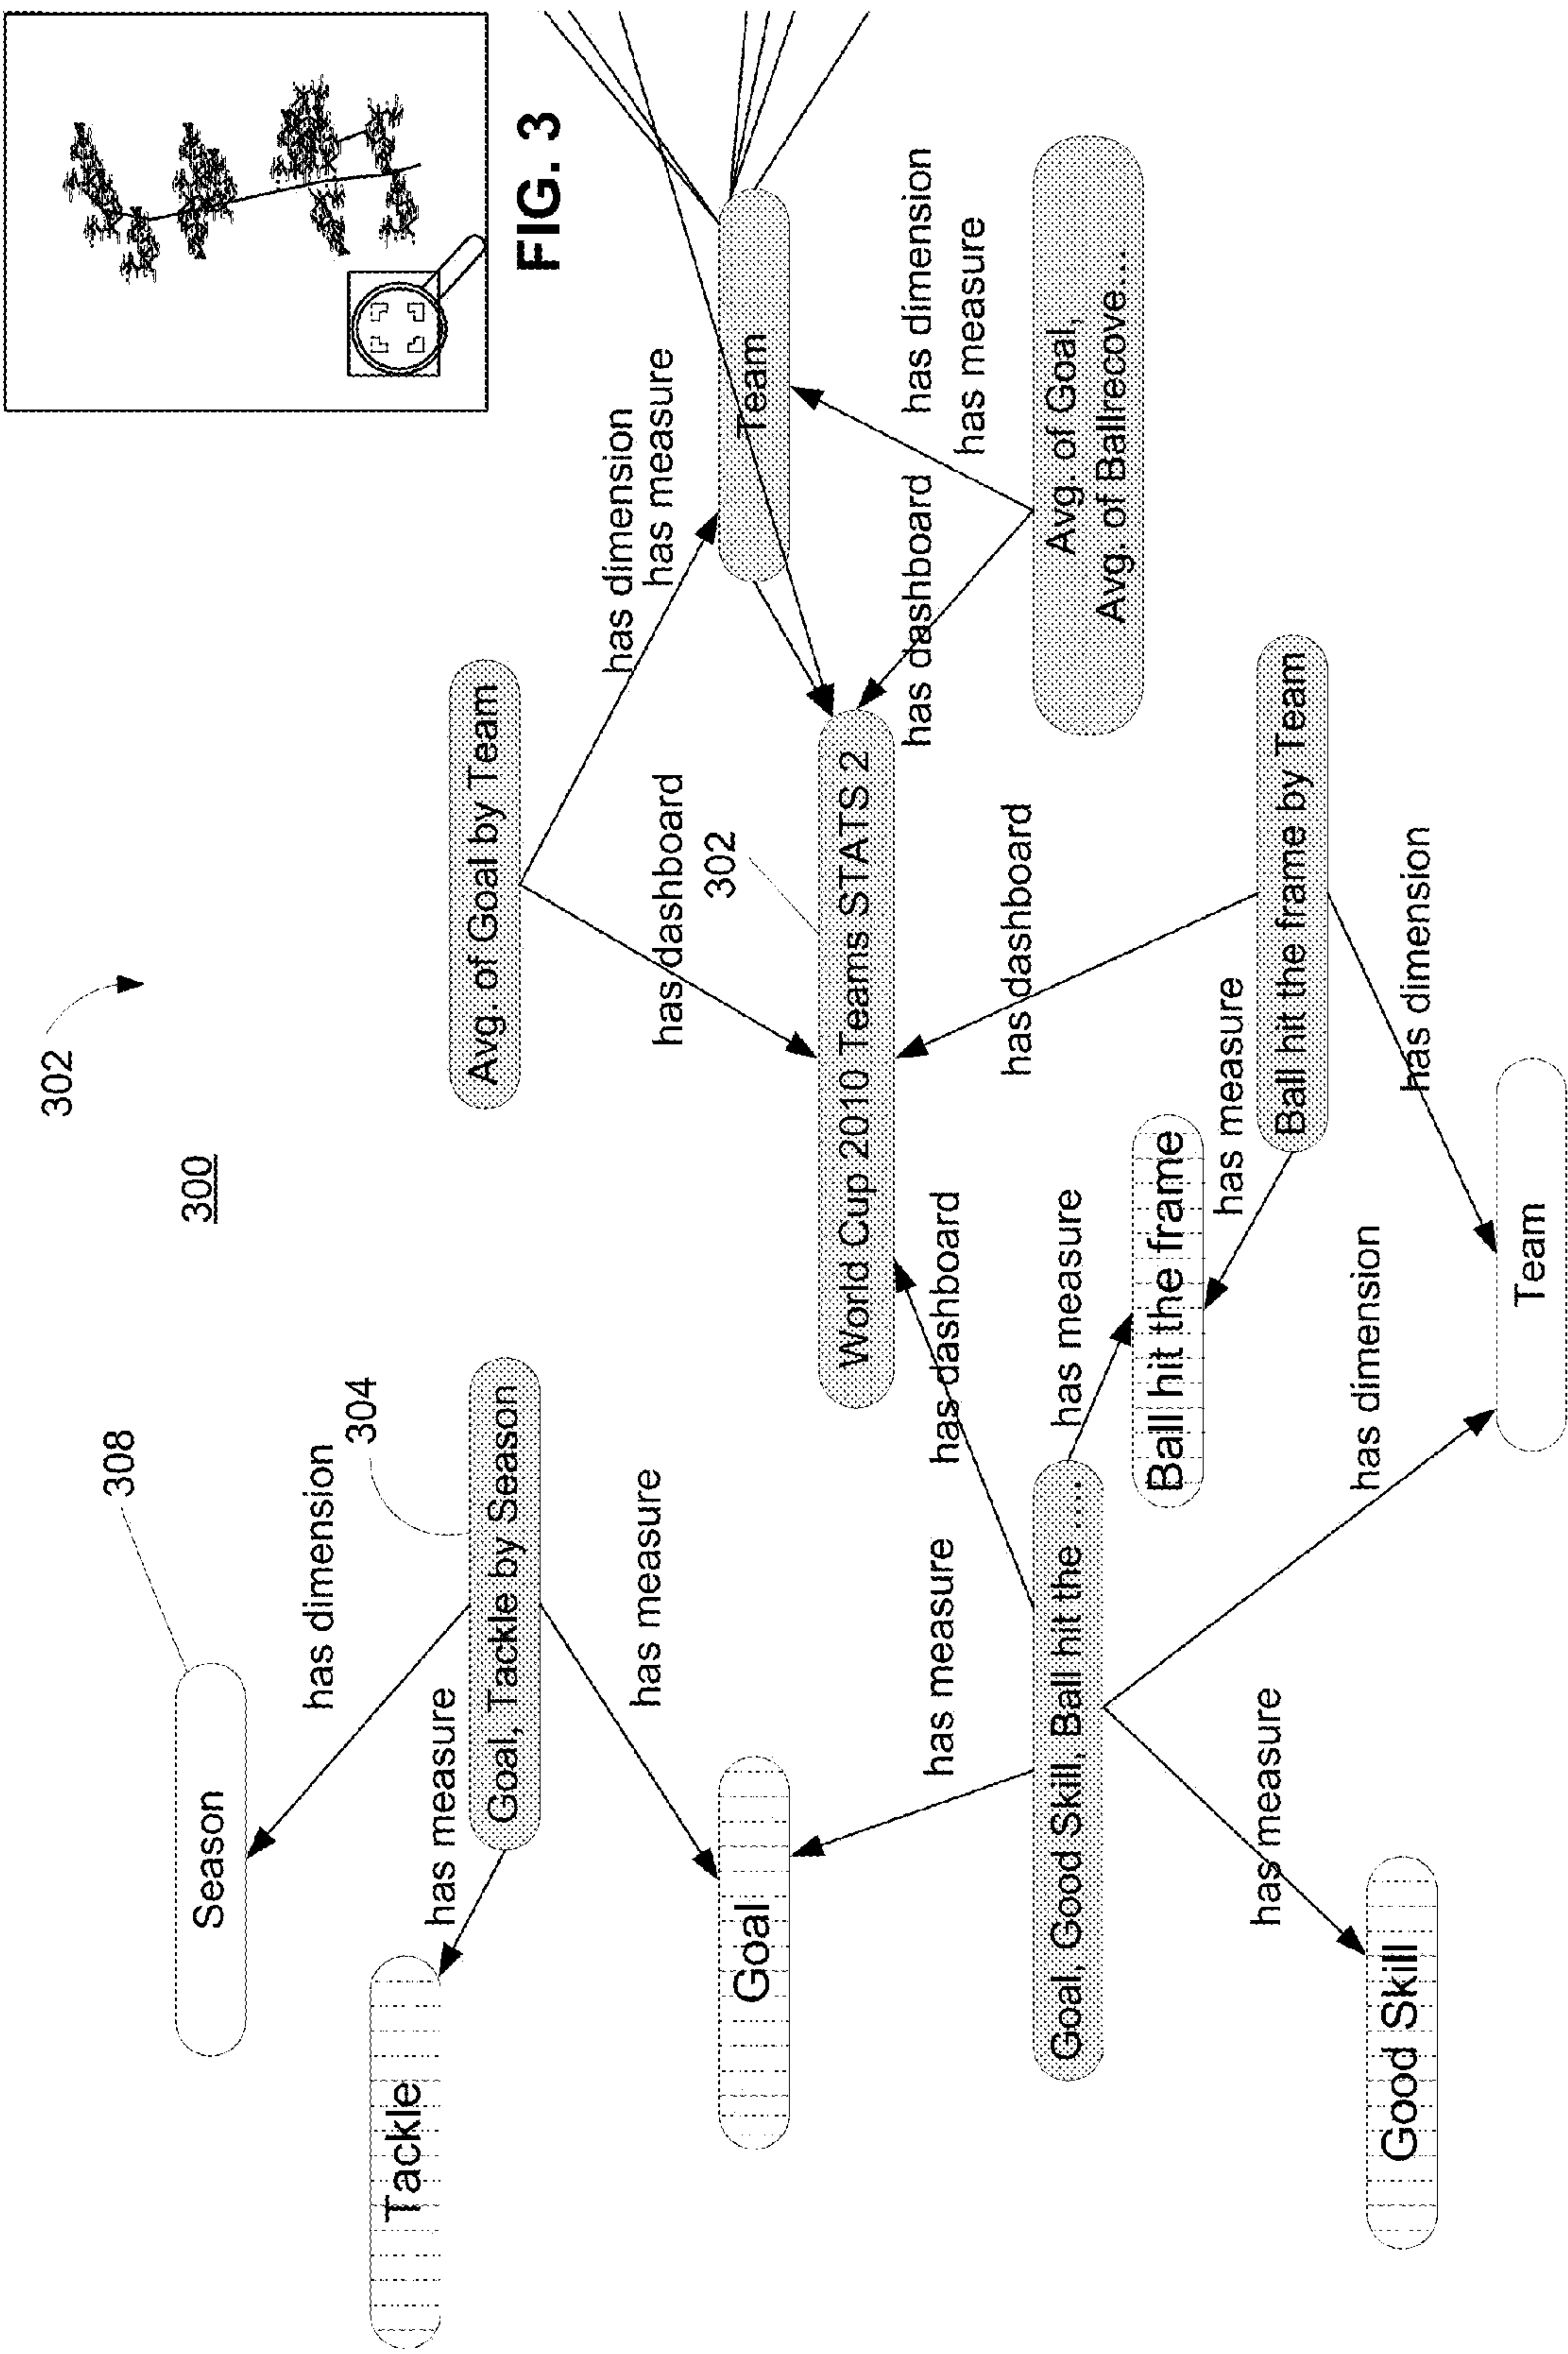 302
300
308
Season
has dimension
304
Tackle
has measure
Goal, Tackle by Season
has measure
Goal
Avg. of Goal by Team
has dimension
has measure
has dashboard
302
World Cup 2010 Teams STATS 2
Team
has dashboard
has dimension
has measure
Avg. of Goal,
Avg. of Ballrecove....
has measure
has dashboard
has dashboard
Goal, Good Skill, Ball hit the .....
has measure
Ball hit the frame
has measure
Ball hit the frame by Team
has measure
Good Skill
has dimension
has dimension
Team
FIG. 3